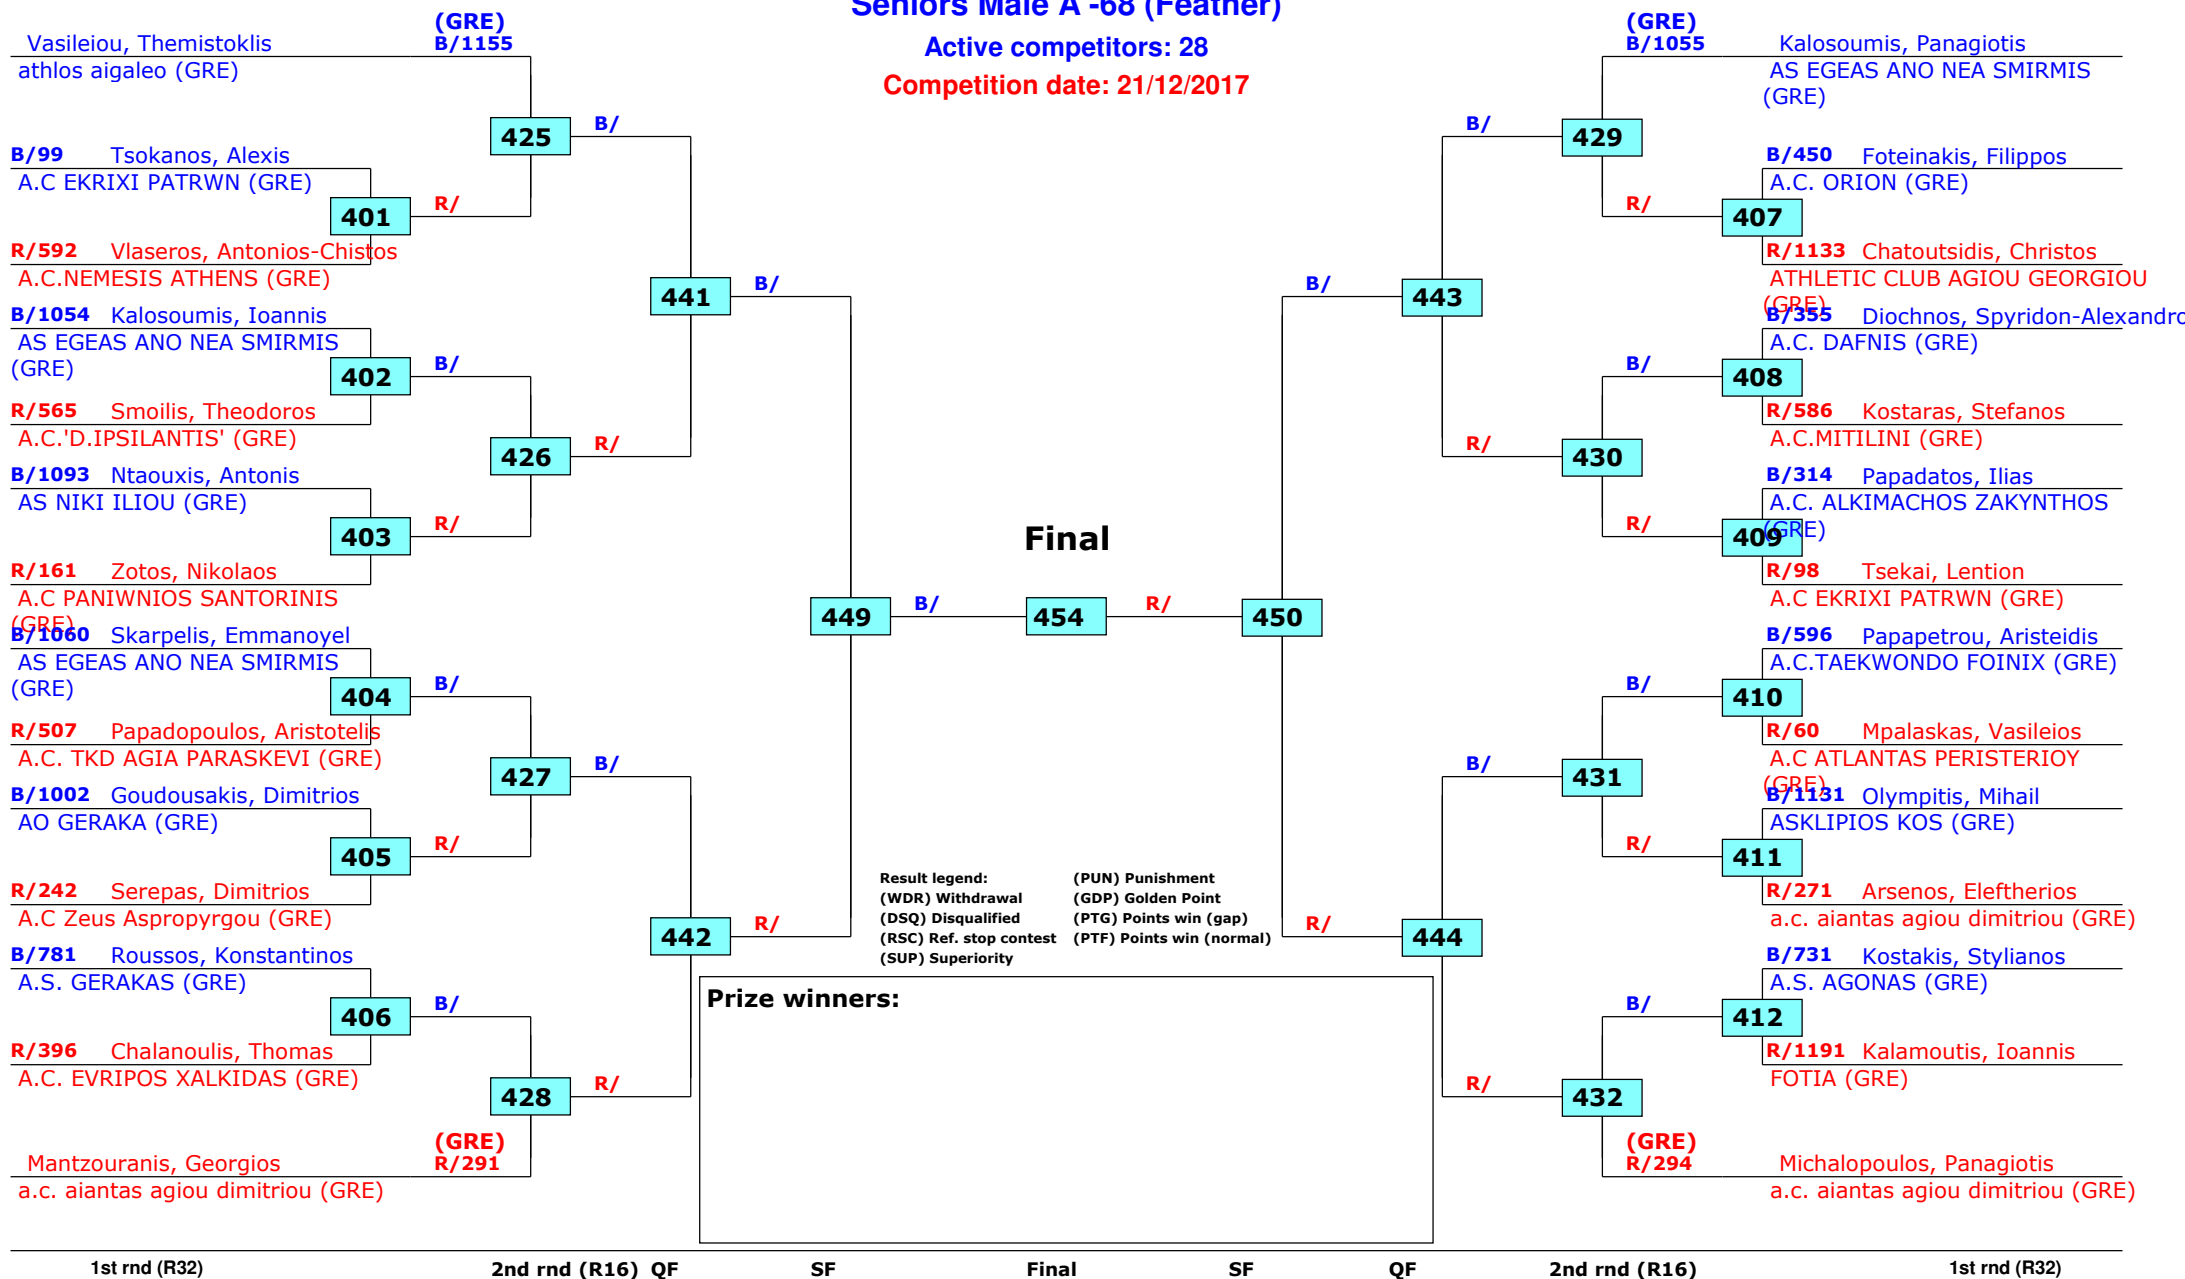 Seniors Male A -68 (Feather)
Active competitors: 28
Competition date: 21/12/2017
(GRE)
Vasileiou, Themistoklis B/1155
athlos aigaleo (GRE)
425 B/
B/99 Tsokanos, Alexis
A.C EKRIXI PATRWN (GRE)
401 R/
R/592 Vlaseros, Antonios-Chistos
A.C.NEMESIS ATHENS (GRE)
441 B/
B/1054 Kalosoumis, Ioannis
AS EGEAS ANO NEA SMIRMIS
(GRE)
402 B/
R/565 Smoilis, Theodoros
A.C.'D.IPSILANTIS' (GRE)
426 R/
B/1093 Ntaouxis, Antonis
AS NIKI ILIOU (GRE)
403 R/
R/161 Zotos, Nikolaos
A.C PANIWNIOS SANTORINIS
(GRE)
449 B/
B/1060 Skarpelis, Emmanoyel
AS EGEAS ANO NEA SMIRMIS
(GRE)
404 B/
R/507 Papadopoulos, Aristotelis
A.C. TKD AGIA PARASKEVI (GRE)
427 B/
B/1002 Goudousakis, Dimitrios
AO GERAKA (GRE)
405 R/
R/242 Serepas, Dimitrios
A.C Zeus Aspropyrgou (GRE)
442 R/
B/781 Roussos, Konstantinos
A.S. GERAKAS (GRE)
406 B/
R/396 Chalanoulis, Thomas
A.C. EVRIPOS XALKIDAS (GRE)
428 R/
(GRE)
Mantzouranis, Georgios R/291
a.c. aiantas agiou dimitriou (GRE)
Final
454 R/
Result legend:
(WDR) Withdrawal
(DSQ) Disqualified
(RSC) Ref. stop contest
(SUP) Superiority
(PUN) Punishment
(GDP) Golden Point
(PTG) Points win (gap)
(PTF) Points win (normal)
Prize winners:
(GRE)
B/1055 Kalosoumis, Panagiotis
AS EGEAS ANO NEA SMIRMIS
(GRE)
B/ 429
B/450 Foteinakis, Filippos
A.C. ORION (GRE)
R/ 407
R/1133 Chatoutsidis, Christos
ATHLETIC CLUB AGIOU GEORGIOU
(GRE)
B/ 443
B/355 Diochnos, Spyridon-Alexandro
A.C. DAFNIS (GRE)
B/ 408
R/586 Kostaras, Stefanos
A.C.MITILINI (GRE)
R/ 430
B/314 Papadatos, Ilias
A.C. ALKIMACHOS ZAKYNTHOS
(GRE)
R/ 409
R/98 Tsekai, Lention
A.C EKRIXI PATRWN (GRE)
450
B/596 Papapetrou, Aristeidis
A.C.TAEKWONDO FOINIX (GRE)
B/ 410
R/60 Mpalaskas, Vasileios
A.C ATLANTAS PERISTERIOY
(GRE)
B/ 431
B/1131 Olympitis, Mihail
ASKLIPIOS KOS (GRE)
R/ 411
R/271 Arsenos, Eleftherios
a.c. aiantas agiou dimitriou (GRE)
R/ 444
B/731 Kostakis, Stylianos
A.S. AGONAS (GRE)
B/ 412
R/1191 Kalamoutis, Ioannis
FOTIA (GRE)
R/ 432
(GRE)
R/294 Michalopoulos, Panagiotis
a.c. aiantas agiou dimitriou (GRE)
1st rnd (R32) 2nd rnd (R16) QF SF Final SF QF 2nd rnd (R16) 1st rnd (R32)